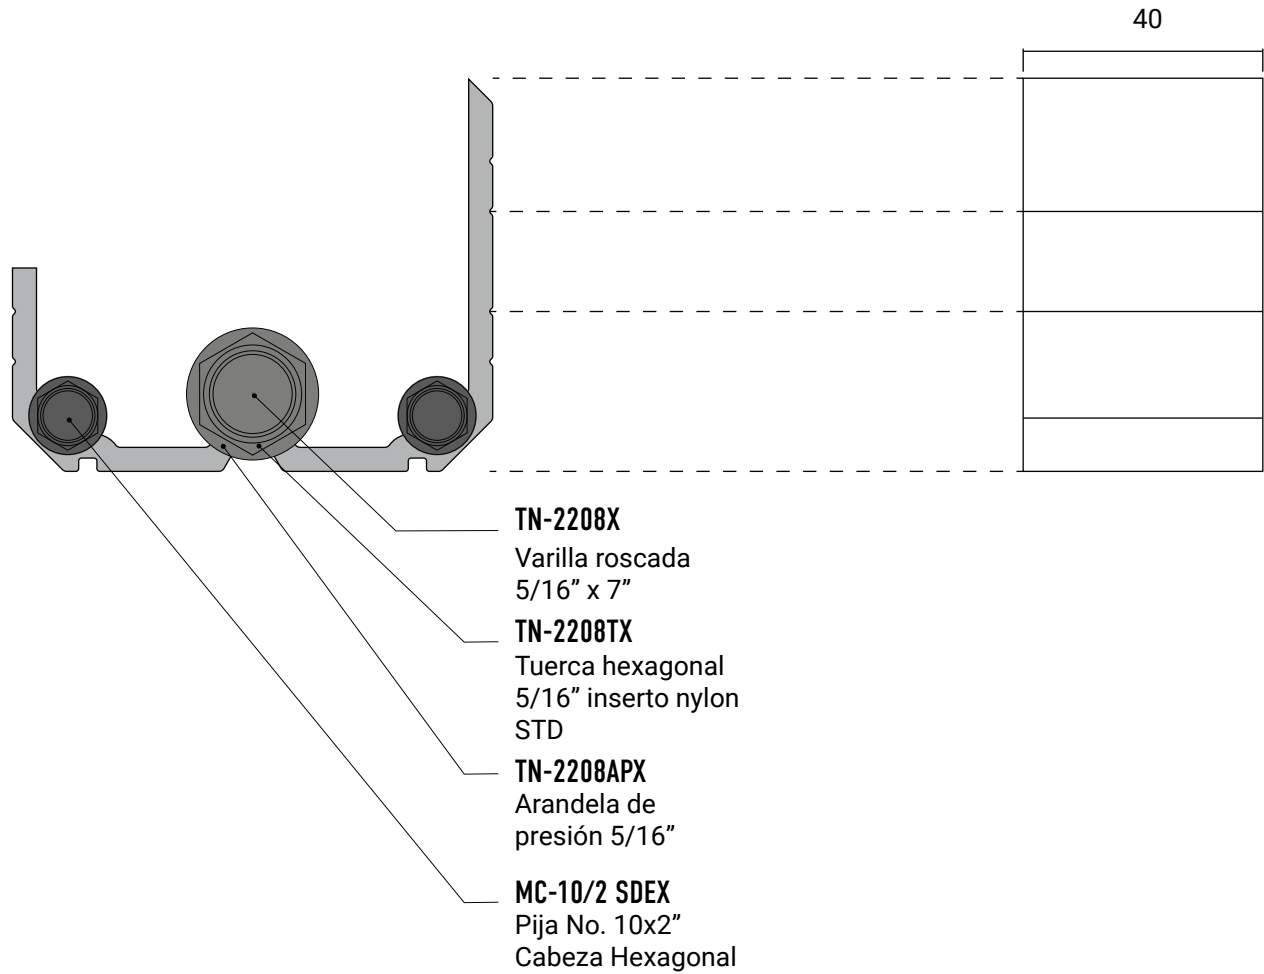 40
TN-2208X
Varilla roscada
5/16” x 7”
TN-2208TX
Tuerca hexagonal
5/16” inserto nylon
STD
TN-2208APX
Arandela de
presión 5/16”
MC-10/2 SDEX
Pija No. 10x2”
Cabeza Hexagonal